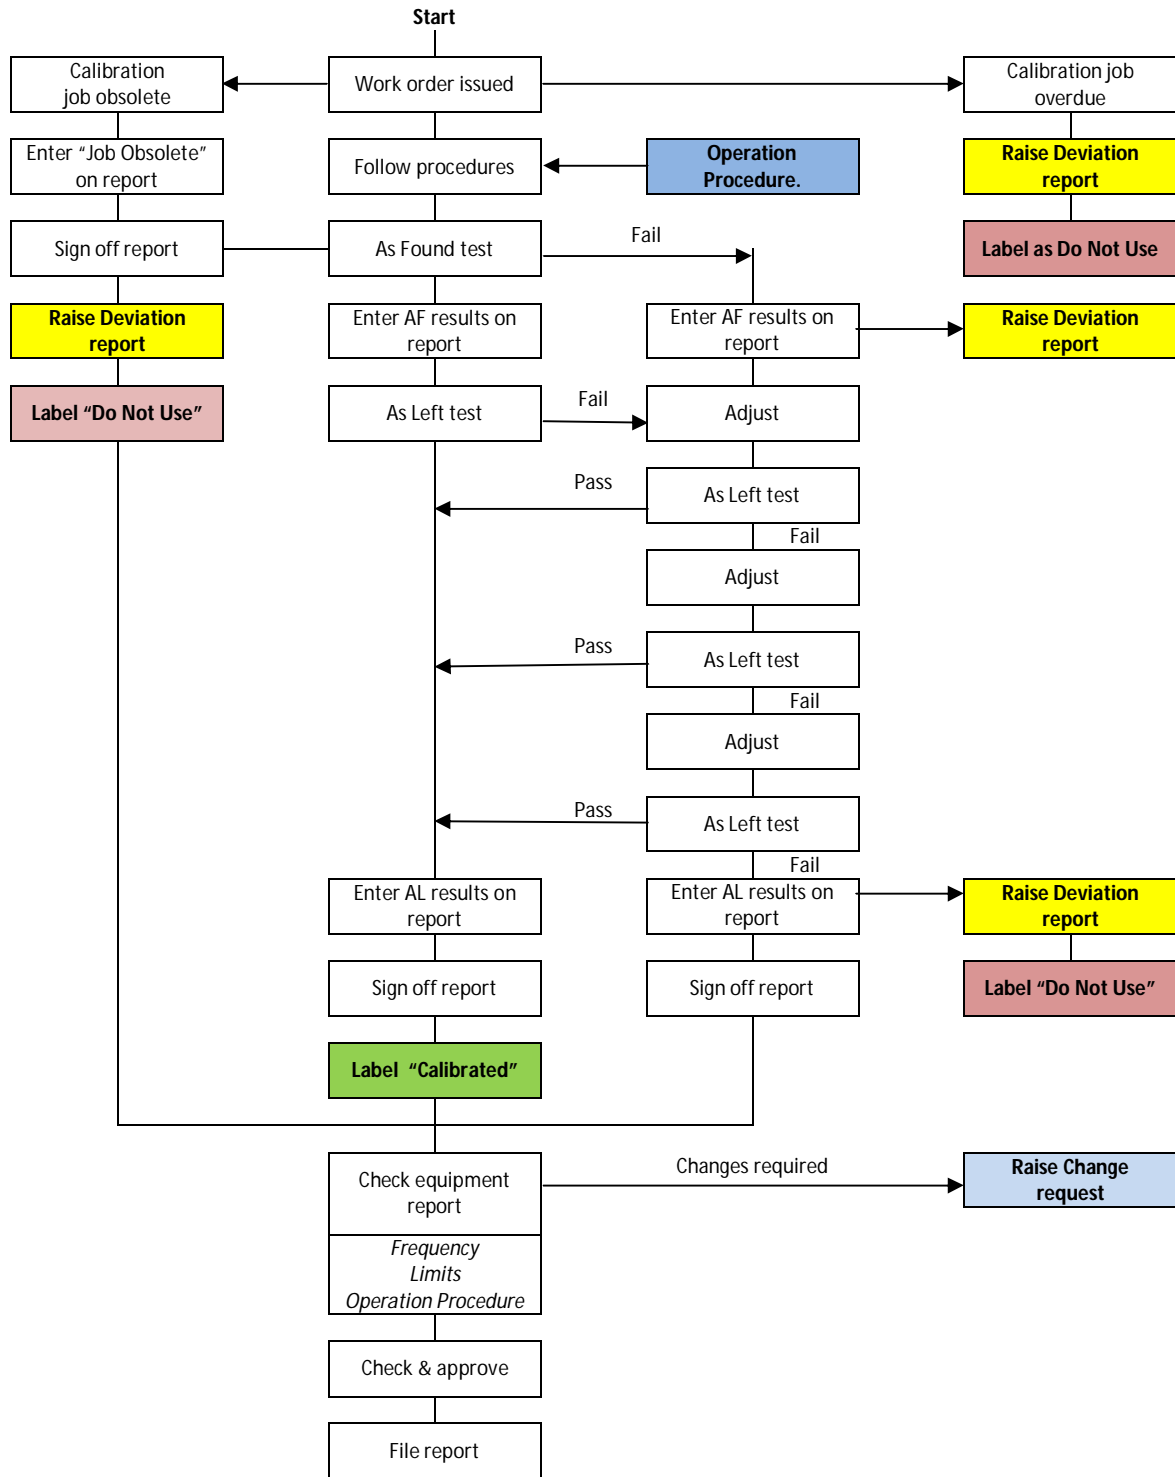 Start
Calibration
job obsolete
Work order issued
Calibration job
overdue
Enter “Job Obsolete”
on report
Follow procedures
Operation
Procedure.
Raise Deviation
report
Sign off report
As Found test
Fail
Label as Do Not Use
Raise Deviation
report
Enter AF results on
report
Enter AF results on
report
Raise Deviation
report
Label “Do Not Use”
As Left test
Fail
Adjust
Pass
As Left test
Fail
Adjust
Pass
As Left test
Fail
Adjust
Pass
As Left test
Fail
Enter AL results on
report
Enter AL results on
report
Raise Deviation
report
Sign off report
Sign off report
Label “Do Not Use”
Label “Calibrated”
Check equipment
report
Changes required
Raise Change
request
Frequency
Limits
Operation Procedure
Check & approve
File report